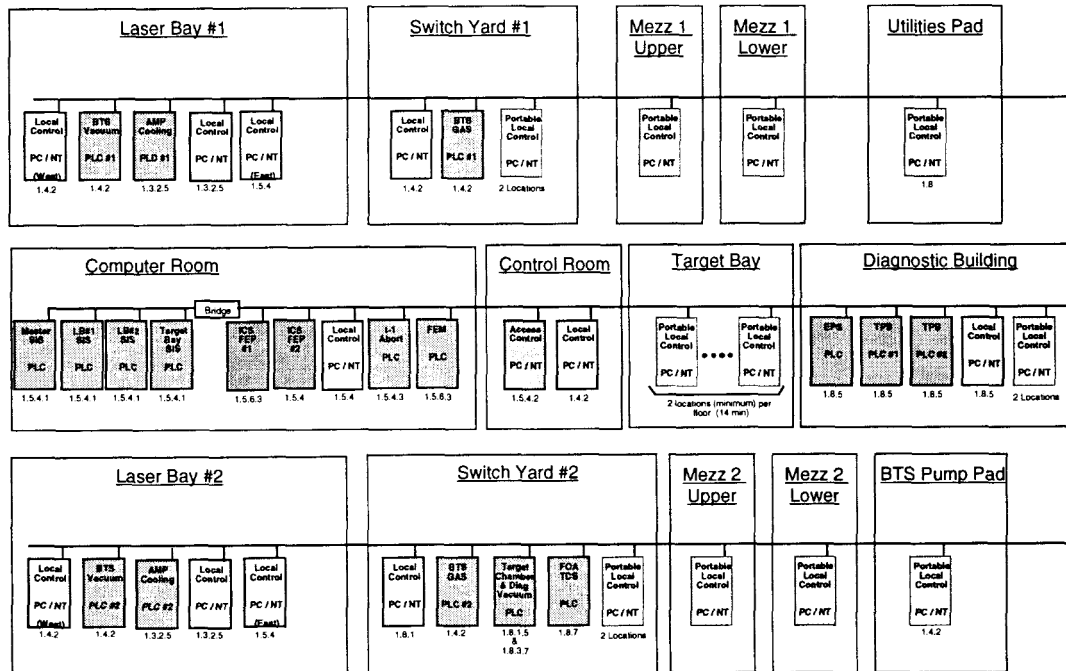 Laser Bay #1
Local Control PC / NT (West) 1.4.2
BTS Vacuum PLC #1 1.4.2
AMP Cooling PLD #1 1.3.2.5
Local Control PC / NT 1.3.2.5
Local Control PC / NT (East) 1.5.4
Switch Yard #1
Local Control PC / NT 1.4.2
BTS GAS PLC #1 1.4.2
Portable Local Control PC / NT 2 Locations
Mezz 1
Upper
Portable Local Control PC / NT
Mezz 1
Lower
Portable Local Control PC / NT
Utilities Pad
Portable Local Control PC / NT 1.8
Computer Room
Bridge
Master SIS PLC 1.5.4.1
LB#1 SIS PLC 1.5.4.1
LB#2 SIS PLC 1.5.4.1
Target Bay SIS PLC 1.5.4.1
ICS FEP #1 1.5.6.3
ICS FEP #2 1.5.4
Local Control PC / NT 1.5.4
I-1 Abort PLC 1.5.4.3
FEM PLC 1.5.6.3
Control Room
Access Control PC / NT 1.5.4.2
Local Control PC / NT 1.4.2
Target Bay
Portable Local Control PC / NT
Portable Local Control PC / NT
2 locations (minimum) per
floor (14 min)
Diagnostic Building
EPS PLC 1.8.5
TPS PLC #1 1.8.5
TPS PLC #2 1.8.5
Local Control PC / NT 1.8.5
Portable Local Control PC / NT 2 Locations
Laser Bay #2
Local Control PC / NT (West) 1.4.2
BTS Vacuum PLC #2 1.4.2
AMP Cooling PLC #2 1.3.2.5
Local Control PC / NT 1.3.2.5
Local Control PC / NT (East) 1.5.4
Switch Yard #2
Local Control PC / NT 1.8.1
BTS GAS PLC #2 1.4.2
Target Chamber & Diag Vacuum PLC 1.8.1.5 & 1.8.3.7
FOA TCS PLC 1.8.7
Portable Local Control PC / NT 2 Locations
Mezz 2
Upper
Portable Local Control PC / NT
Mezz 2
Lower
Portable Local Control PC / NT
BTS Pump Pad
Portable Local Control PC / NT 1.4.2